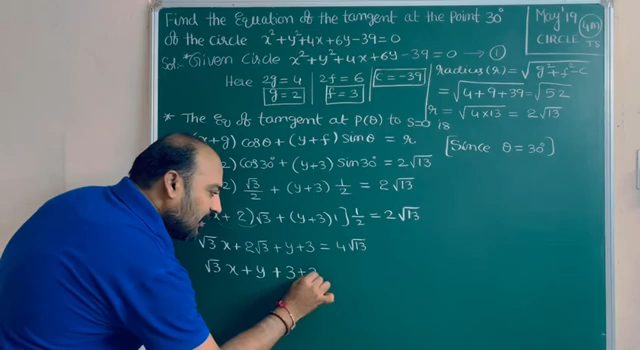 Find the Equation of the tangent at the Point 30°
of the circle x²+y²+4x+6y-39=0
May 19
4M
CIRCLE TS
Sol:- * Given Circle x²+y²+4x+6y-39=0 → ①
Here 2g=4 | 2f=6 | c=-39
g=2 | f=3
radius(r) = √g²+f²-c
= √4+9+39 = √52
r = √4×13 = 2√13
* The Eq of tangent at P(θ) to S=0 is
x+g) cosθ + (y+f) sinθ = r
[Since θ=30°]
2) cos30° + (y+3) sin30° = 2√13
2) √3/2 + (y+3) 1/2 = 2√13
x + 2)√3 + (y+3)1] 1/2 = 2√13
√3 x + 2√3 + y + 3 = 4√13
√3 x + y + 3 +